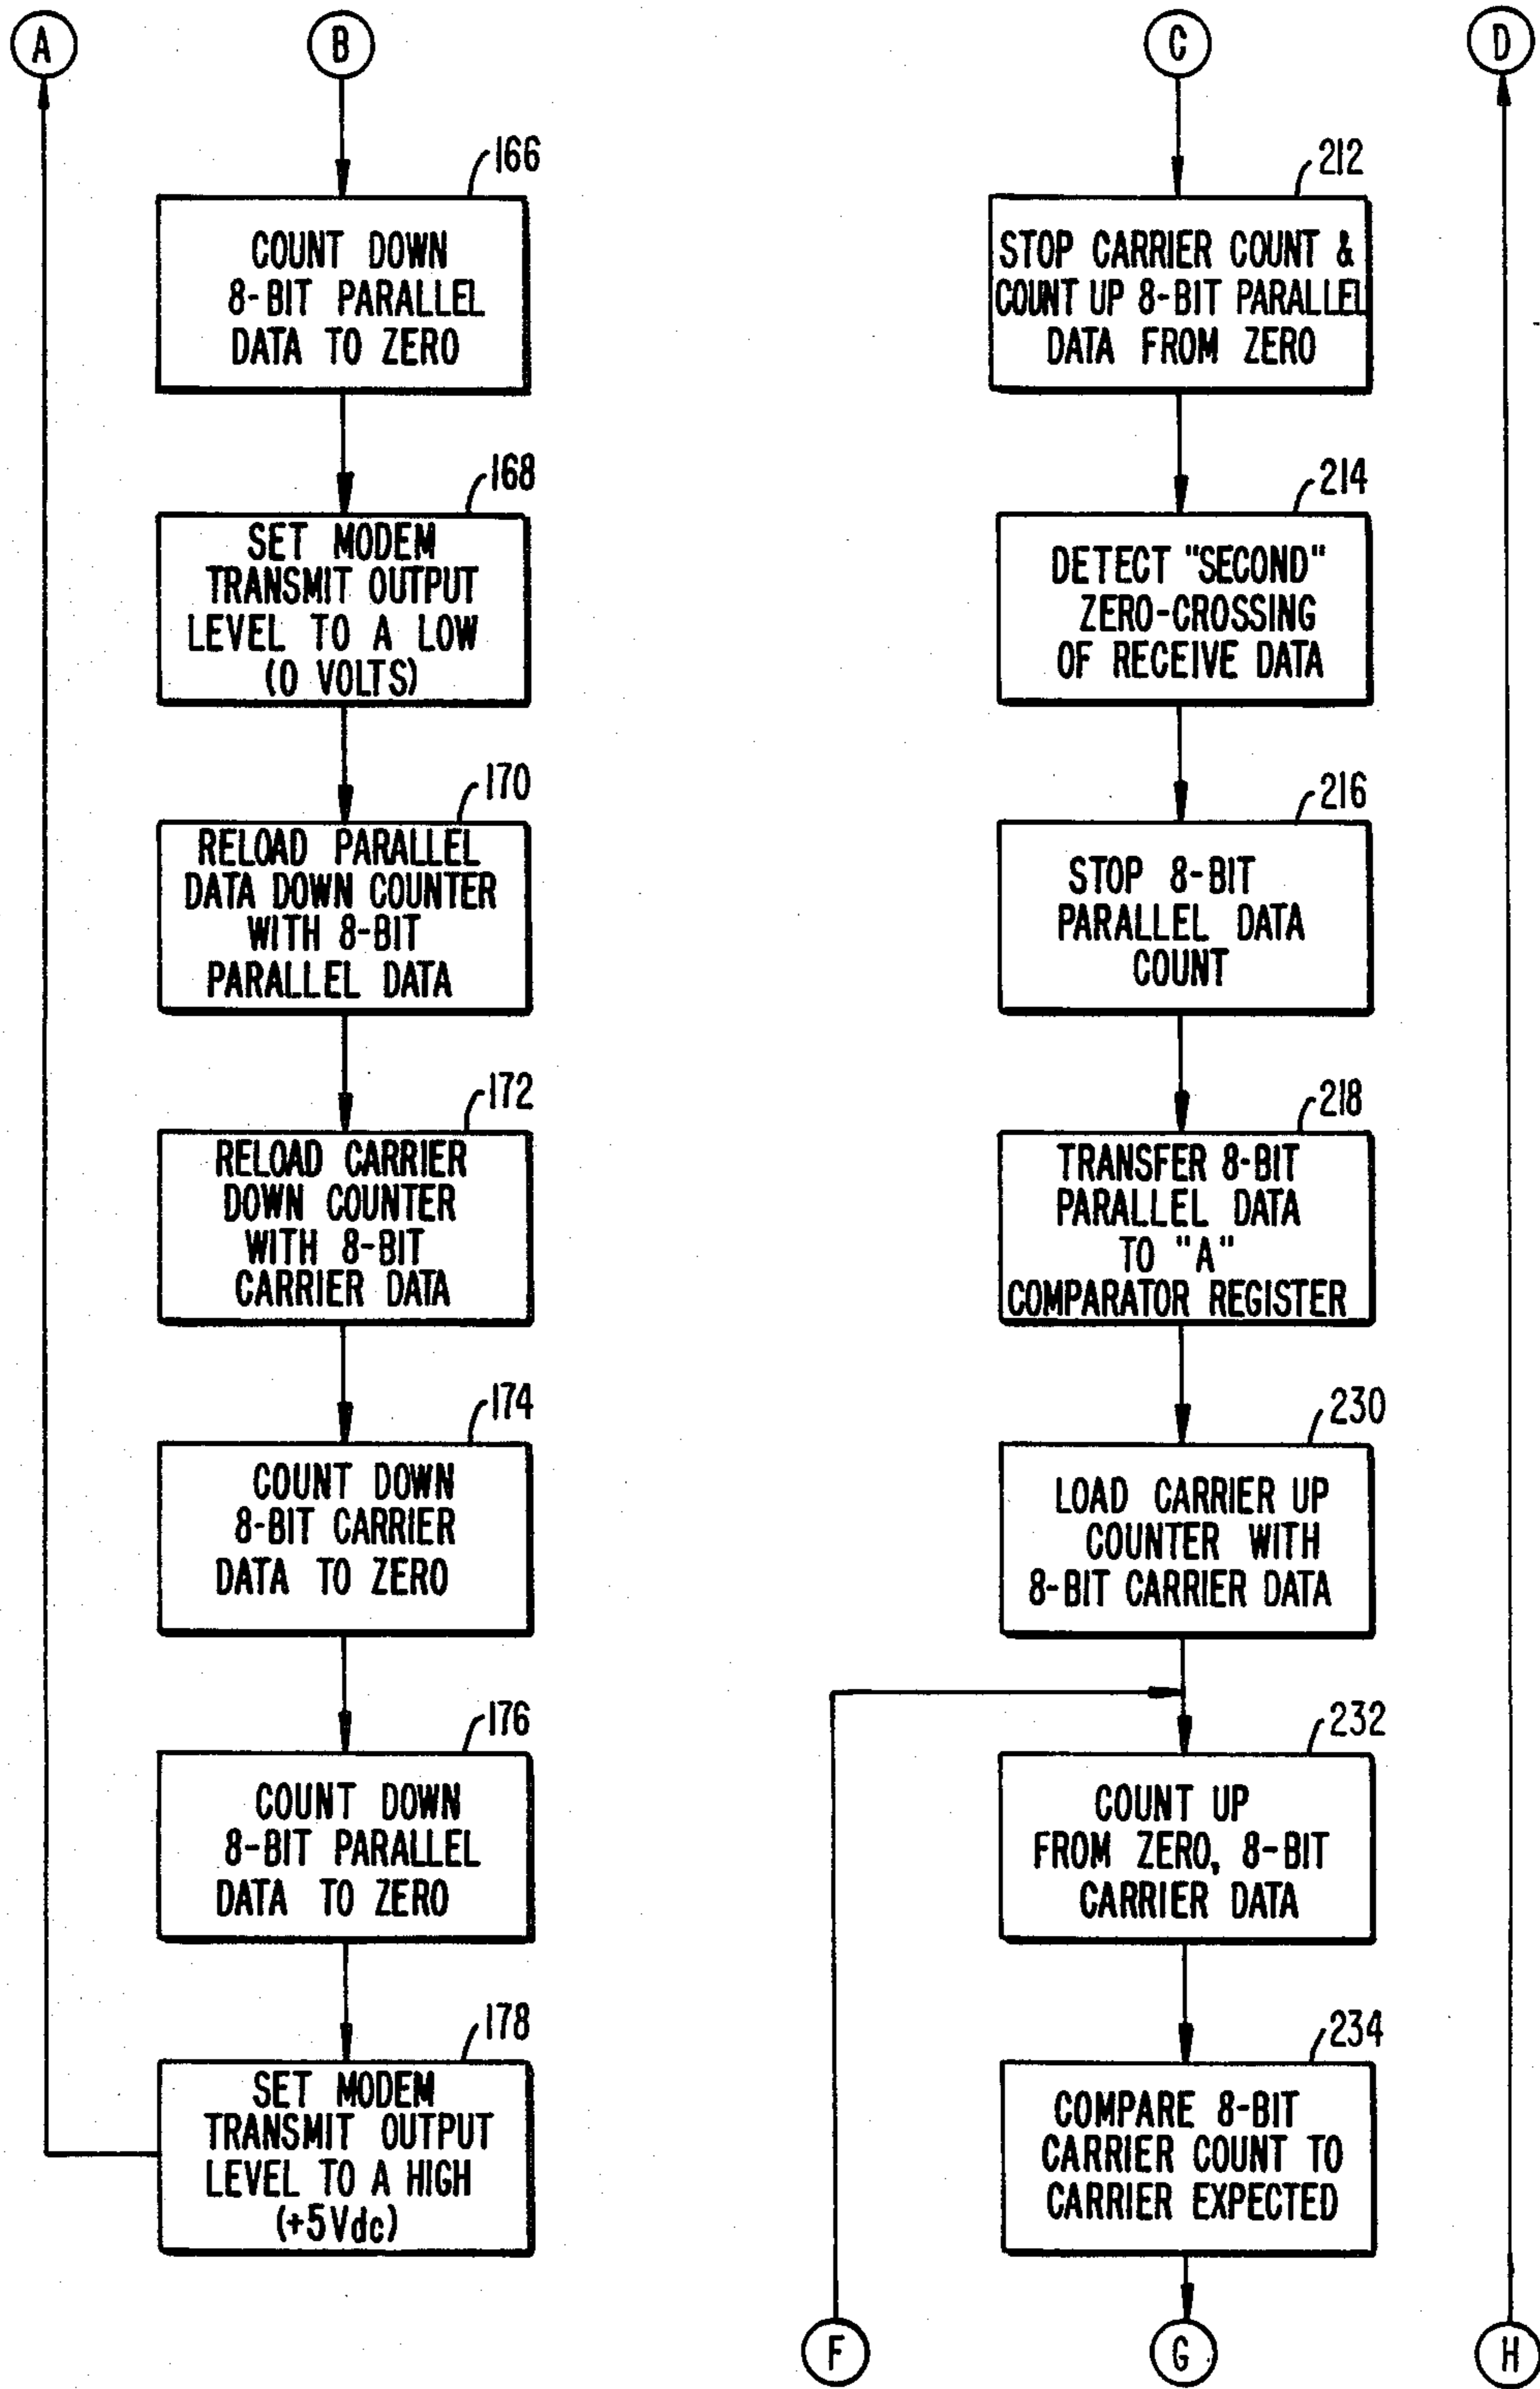 A
B
C
D
166
COUNT DOWN
8-BIT PARALLEL
DATA TO ZERO
168
SET MODEM
TRANSMIT OUTPUT
LEVEL TO A LOW
(0 VOLTS)
170
RELOAD PARALLEL
DATA DOWN COUNTER
WITH 8-BIT
PARALLEL DATA
172
RELOAD CARRIER
DOWN COUNTER
WITH 8-BIT
CARRIER DATA
174
COUNT DOWN
8-BIT CARRIER
DATA TO ZERO
176
COUNT DOWN
8-BIT PARALLEL
DATA TO ZERO
178
SET MODEM
TRANSMIT OUTPUT
LEVEL TO A HIGH
(+5Vdc)
212
STOP CARRIER COUNT &
COUNT UP 8-BIT PARALLEL
DATA FROM ZERO
214
DETECT "SECOND"
ZERO-CROSSING
OF RECEIVE DATA
216
STOP 8-BIT
PARALLEL DATA
COUNT
218
TRANSFER 8-BIT
PARALLEL DATA
TO "A"
COMPARATOR REGISTER
230
LOAD CARRIER UP
COUNTER WITH
8-BIT CARRIER DATA
232
COUNT UP
FROM ZERO, 8-BIT
CARRIER DATA
234
COMPARE 8-BIT
CARRIER COUNT TO
CARRIER EXPECTED
F
G
H